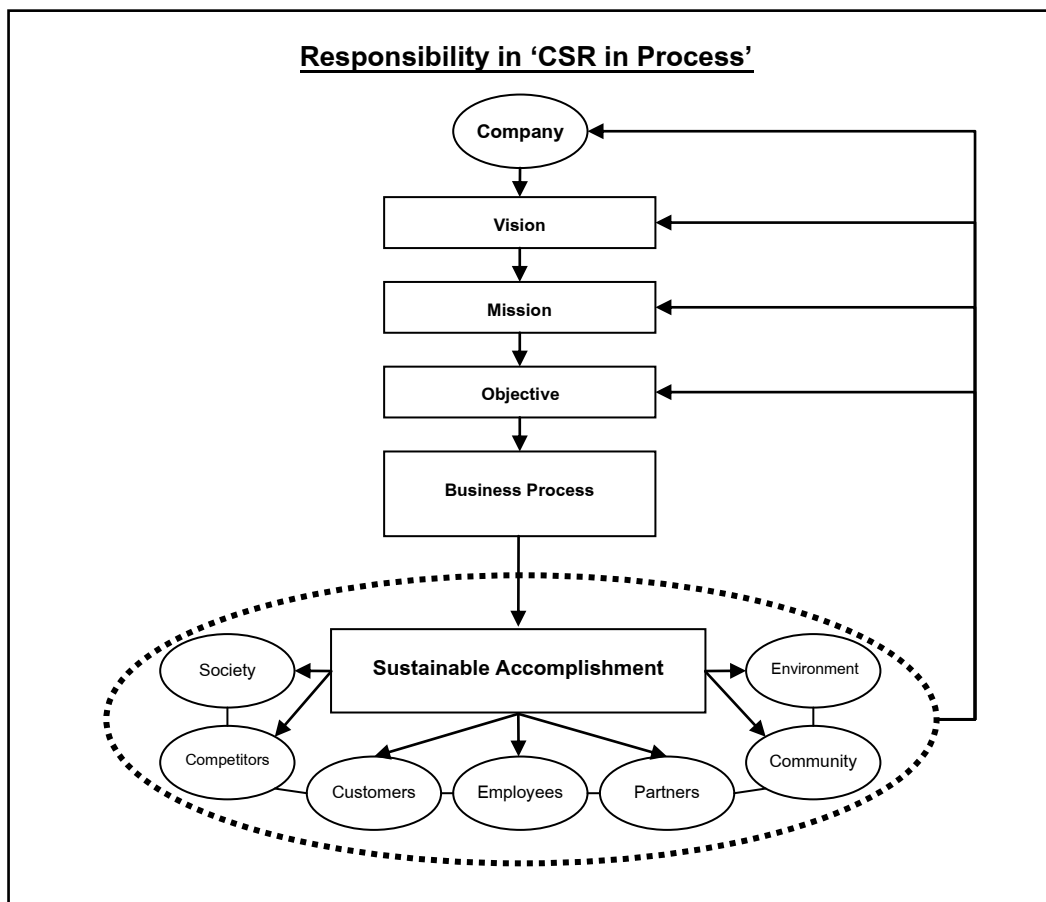 Responsibility in ‘CSR in Process’
Company
Vision
Mission
Objective
Business Process
Sustainable Accomplishment
Society
Environment
Competitors
Community
Customers
Employees
Partners